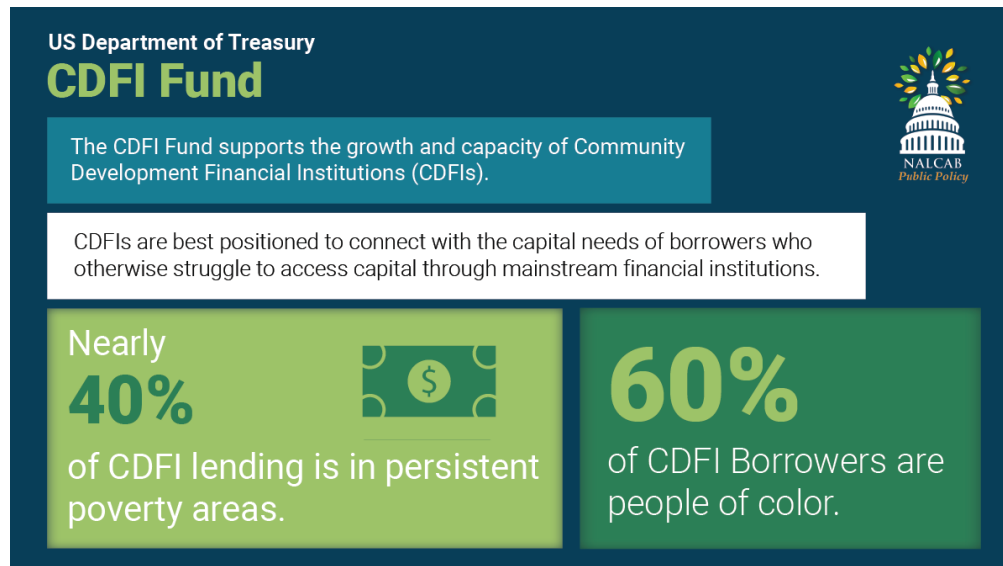 US Department of Treasury
CDFI Fund
NALCAB
Public Policy
The CDFI Fund supports the growth and capacity of Community
Development Financial Institutions (CDFIs).
CDFIs are best positioned to connect with the capital needs of borrowers who
otherwise struggle to access capital through mainstream financial institutions.
Nearly
40%
$
of CDFI lending is in persistent
poverty areas.
60%
of CDFI Borrowers are
people of color.